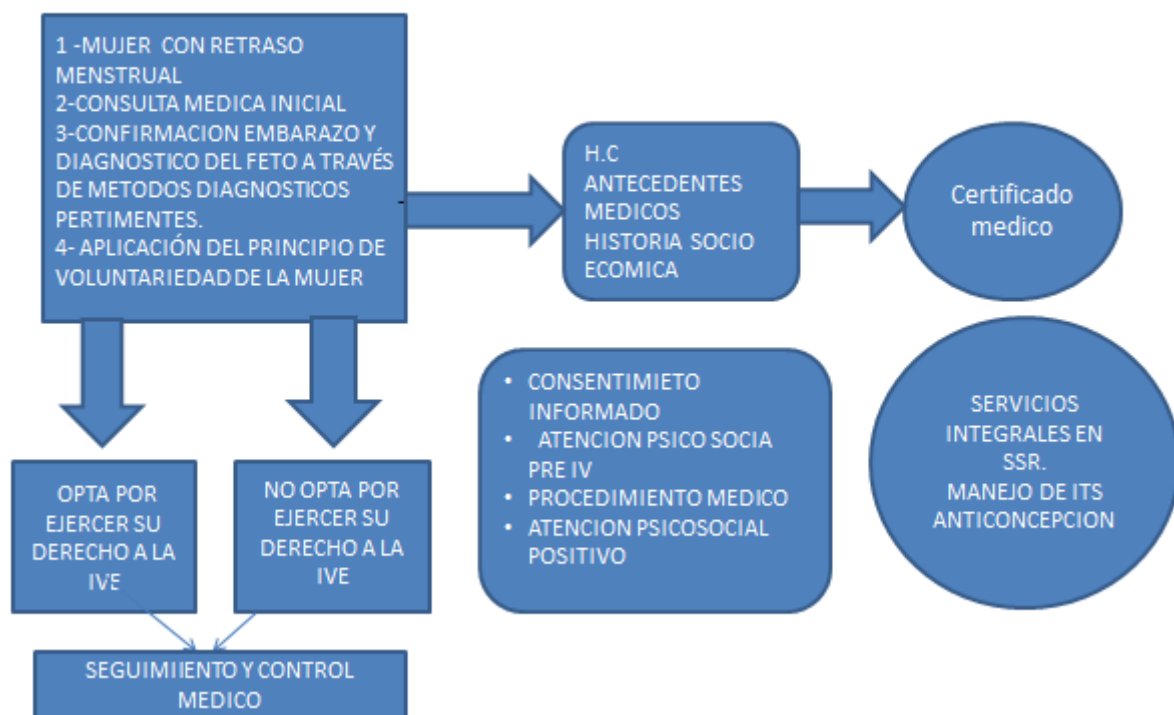 1 -MUJER CON RETRASO
MENSTRUAL
2-CONSULTA MEDICA INICIAL
3-CONFIRMACION EMBARAZO Y
DIAGNOSTICO DEL FETO A TRAVÉS
DE METODOS DIAGNOSTICOS
PERTIMENTES.
4- APLICACIÓN DEL PRINCIPIO DE
VOLUNTARIEDAD DE LA MUJER
H.C
ANTECEDENTES
MEDICOS
HISTORIA SOCIO
ECOMICA
Certificado
medico
OPTA POR
EJERCER SU
DERECHO A LA
IVE
NO OPTA POR
EJERCER SU
DERECHO A LA
IVE
• CONSENTIMIETO
INFORMADO
• ATENCION PSICO SOCIA
PRE IV
• PROCEDIMIENTO MEDICO
• ATENCION PSICOSOCIAL
POSITIVO
SERVICIOS
INTEGRALES EN
SSR.
MANEJO DE ITS
ANTICONCEPCION
SEGUIMIIENTO Y CONTROL
MEDICO